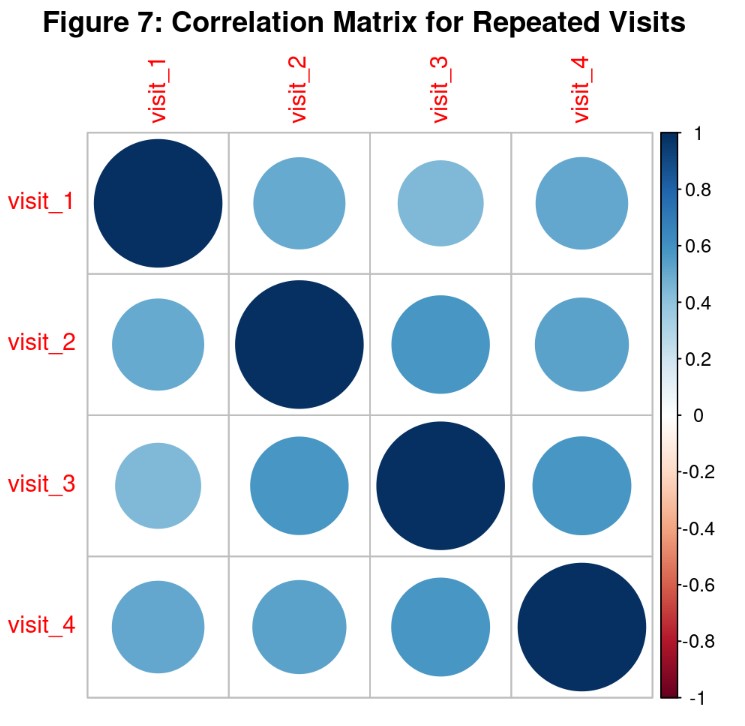 Figure 7: Correlation Matrix for Repeated Visits
visit_1
visit_2
visit_3
visit_4
visit_1
visit_2
visit_3
visit_4
1
0.8
0.6
0.4
0.2
0
-0.2
-0.4
-0.6
-0.8
-1